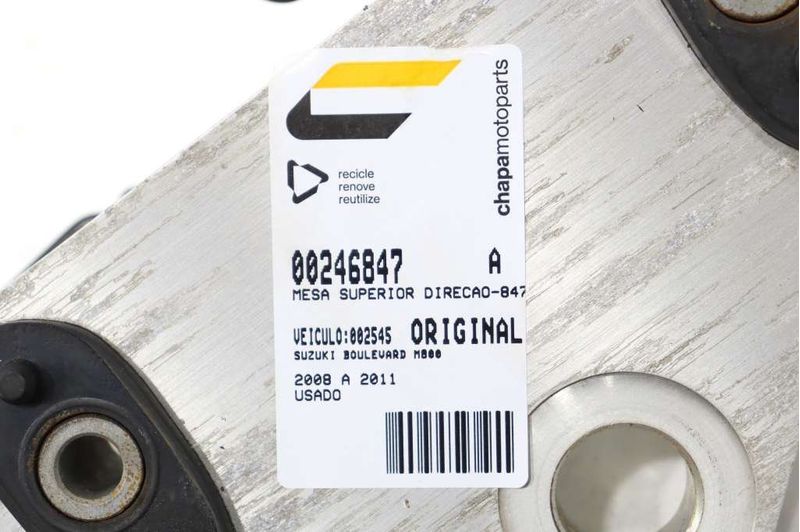 chapamotoparts
recicle
renove
reutilize
00246847 A
MESA SUPERIOR DIRECAO-847
VEICULO:002545 ORIGINAL
SUZUKI BOULEVARD M800
2008 A 2011
USADO